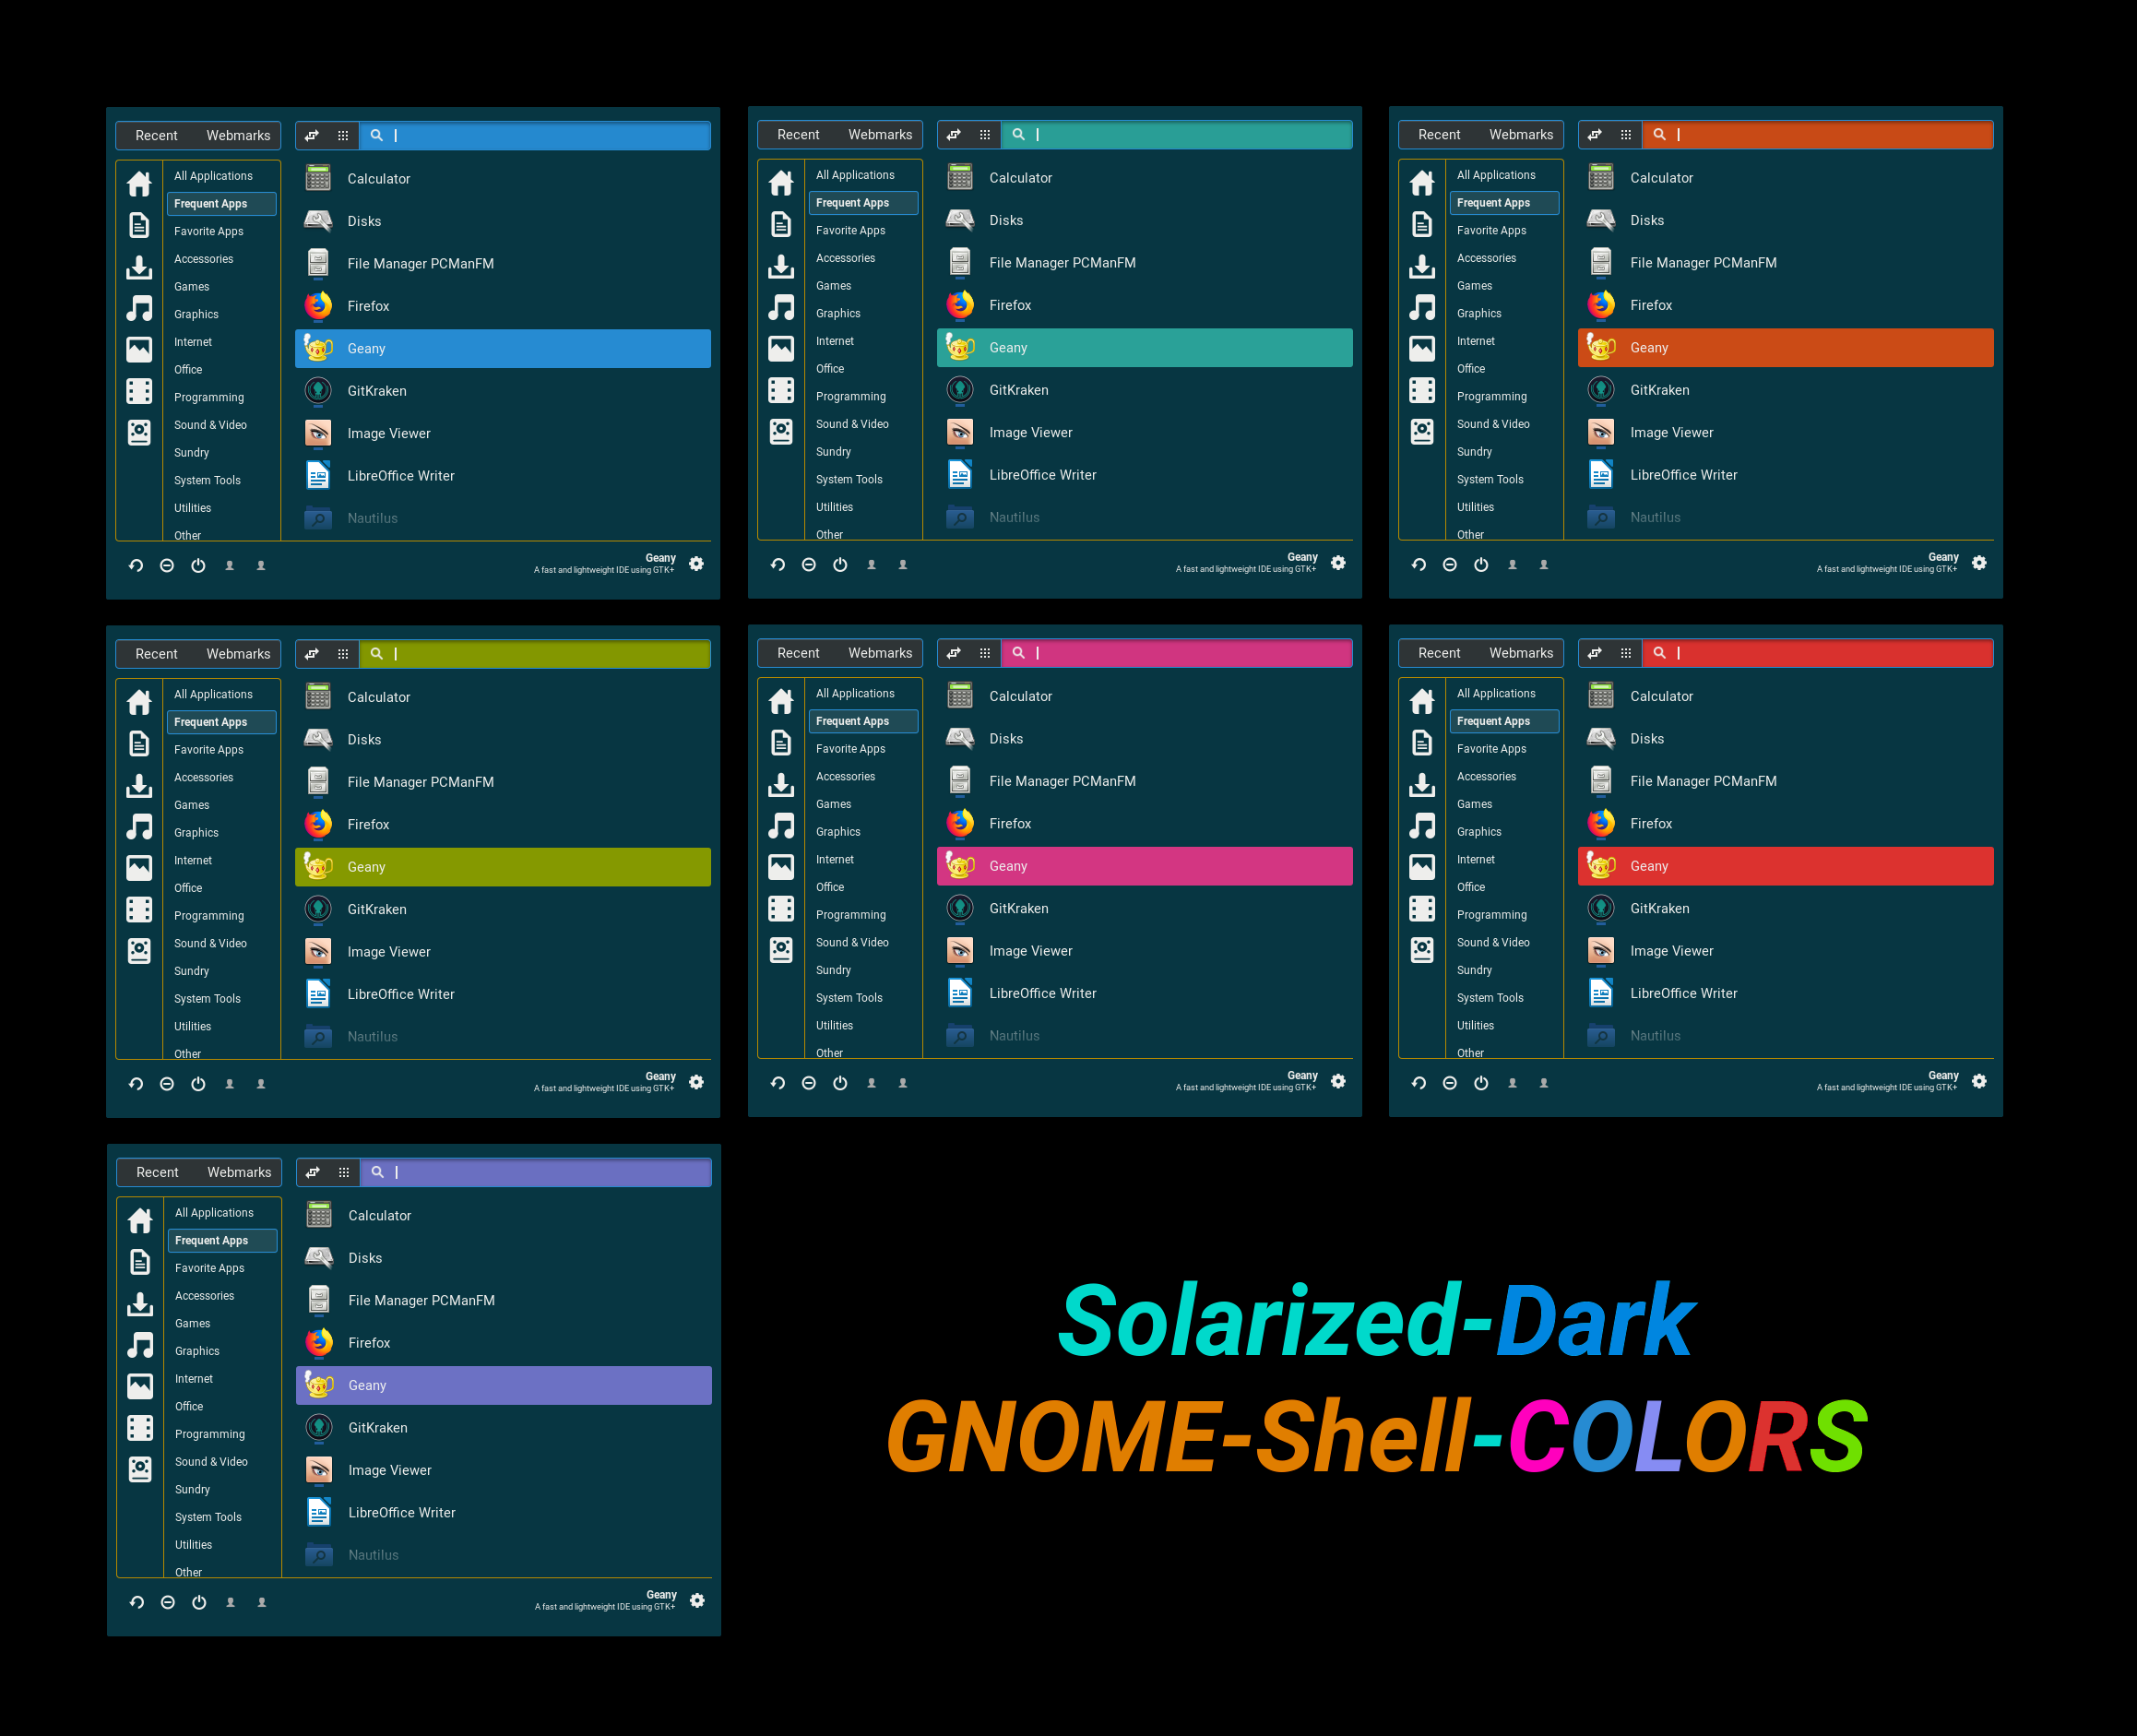 Recent Webmarks
All Applications
Frequent Apps
Favorite Apps
Accessories
Games
Graphics
Internet
Office
Programming
Sound & Video
Sundry
System Tools
Utilities
Other
Calculator
Disks
File Manager PCManFM
Firefox
Geany
GitKraken
Image Viewer
LibreOffice Writer
Nautilus
Geany
A fast and lightweight IDE using GTK+
Recent Webmarks
All Applications
Frequent Apps
Favorite Apps
Accessories
Games
Graphics
Internet
Office
Programming
Sound & Video
Sundry
System Tools
Utilities
Other
Calculator
Disks
File Manager PCManFM
Firefox
Geany
GitKraken
Image Viewer
LibreOffice Writer
Nautilus
Geany
A fast and lightweight IDE using GTK+
Recent Webmarks
All Applications
Frequent Apps
Favorite Apps
Accessories
Games
Graphics
Internet
Office
Programming
Sound & Video
Sundry
System Tools
Utilities
Other
Calculator
Disks
File Manager PCManFM
Firefox
Geany
GitKraken
Image Viewer
LibreOffice Writer
Nautilus
Geany
A fast and lightweight IDE using GTK+
Recent Webmarks
All Applications
Frequent Apps
Favorite Apps
Accessories
Games
Graphics
Internet
Office
Programming
Sound & Video
Sundry
System Tools
Utilities
Other
Calculator
Disks
File Manager PCManFM
Firefox
Geany
GitKraken
Image Viewer
LibreOffice Writer
Nautilus
Geany
A fast and lightweight IDE using GTK+
Recent Webmarks
All Applications
Frequent Apps
Favorite Apps
Accessories
Games
Graphics
Internet
Office
Programming
Sound & Video
Sundry
System Tools
Utilities
Other
Calculator
Disks
File Manager PCManFM
Firefox
Geany
GitKraken
Image Viewer
LibreOffice Writer
Nautilus
Geany
A fast and lightweight IDE using GTK+
Recent Webmarks
All Applications
Frequent Apps
Favorite Apps
Accessories
Games
Graphics
Internet
Office
Programming
Sound & Video
Sundry
System Tools
Utilities
Other
Calculator
Disks
File Manager PCManFM
Firefox
Geany
GitKraken
Image Viewer
LibreOffice Writer
Nautilus
Geany
A fast and lightweight IDE using GTK+
Recent Webmarks
All Applications
Frequent Apps
Favorite Apps
Accessories
Games
Graphics
Internet
Office
Programming
Sound & Video
Sundry
System Tools
Utilities
Other
Calculator
Disks
File Manager PCManFM
Firefox
Geany
GitKraken
Image Viewer
LibreOffice Writer
Nautilus
Geany
A fast and lightweight IDE using GTK+
Solarized-Dark
GNOME-Shell-COLORS